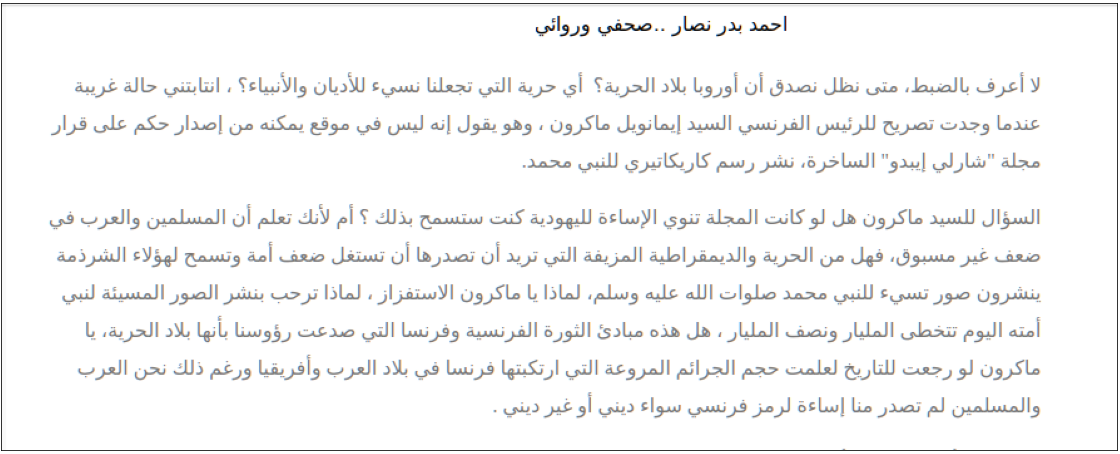 احمد بدر نصار ..صحفي وروائي
لا أعرف بالضبط، متى نظل نصدق أن أوروبا بلاد الحرية؟ أي حرية التي تجعلنا نسيء للأديان والأنبياء؟ ، انتابتني حالة غريبة
عندما وجدت تصريح للرئيس الفرنسي السيد إيمانويل ماكرون ، وهو يقول إنه ليس في موقع يمكنه من إصدار حكم على قرار
مجلة "شارلي إيبدو" الساخرة، نشر رسم كاريكاتيري للنبي محمد.
السؤال للسيد ماكرون هل لو كانت المجلة تنوي الإساءة لليهودية كنت ستسمح بذلك ؟ أم لأنك تعلم أن المسلمين والعرب في
ضعف غير مسبوق، فهل من الحرية والديمقراطية المزيفة التي تريد أن تصدرها أن تستغل ضعف أمة وتسمح لهؤلاء الشرذمة
ينشرون صور تسيء للنبي محمد صلوات الله عليه وسلم، لماذا يا ماكرون الاستفزاز ، لماذا ترحب بنشر الصور المسيئة لنبي
أمته اليوم تتخطى المليار ونصف المليار ، هل هذه مبادئ الثورة الفرنسية وفرنسا التي صدعت رؤوسنا بأنها بلاد الحرية، يا
ماكرون لو رجعت للتاريخ لعلمت حجم الجرائم المروعة التي ارتكبتها فرنسا في بلاد العرب وأفريقيا ورغم ذلك نحن العرب
والمسلمين لم تصدر منا إساءة لرمز فرنسي سواء ديني أو غير ديني .